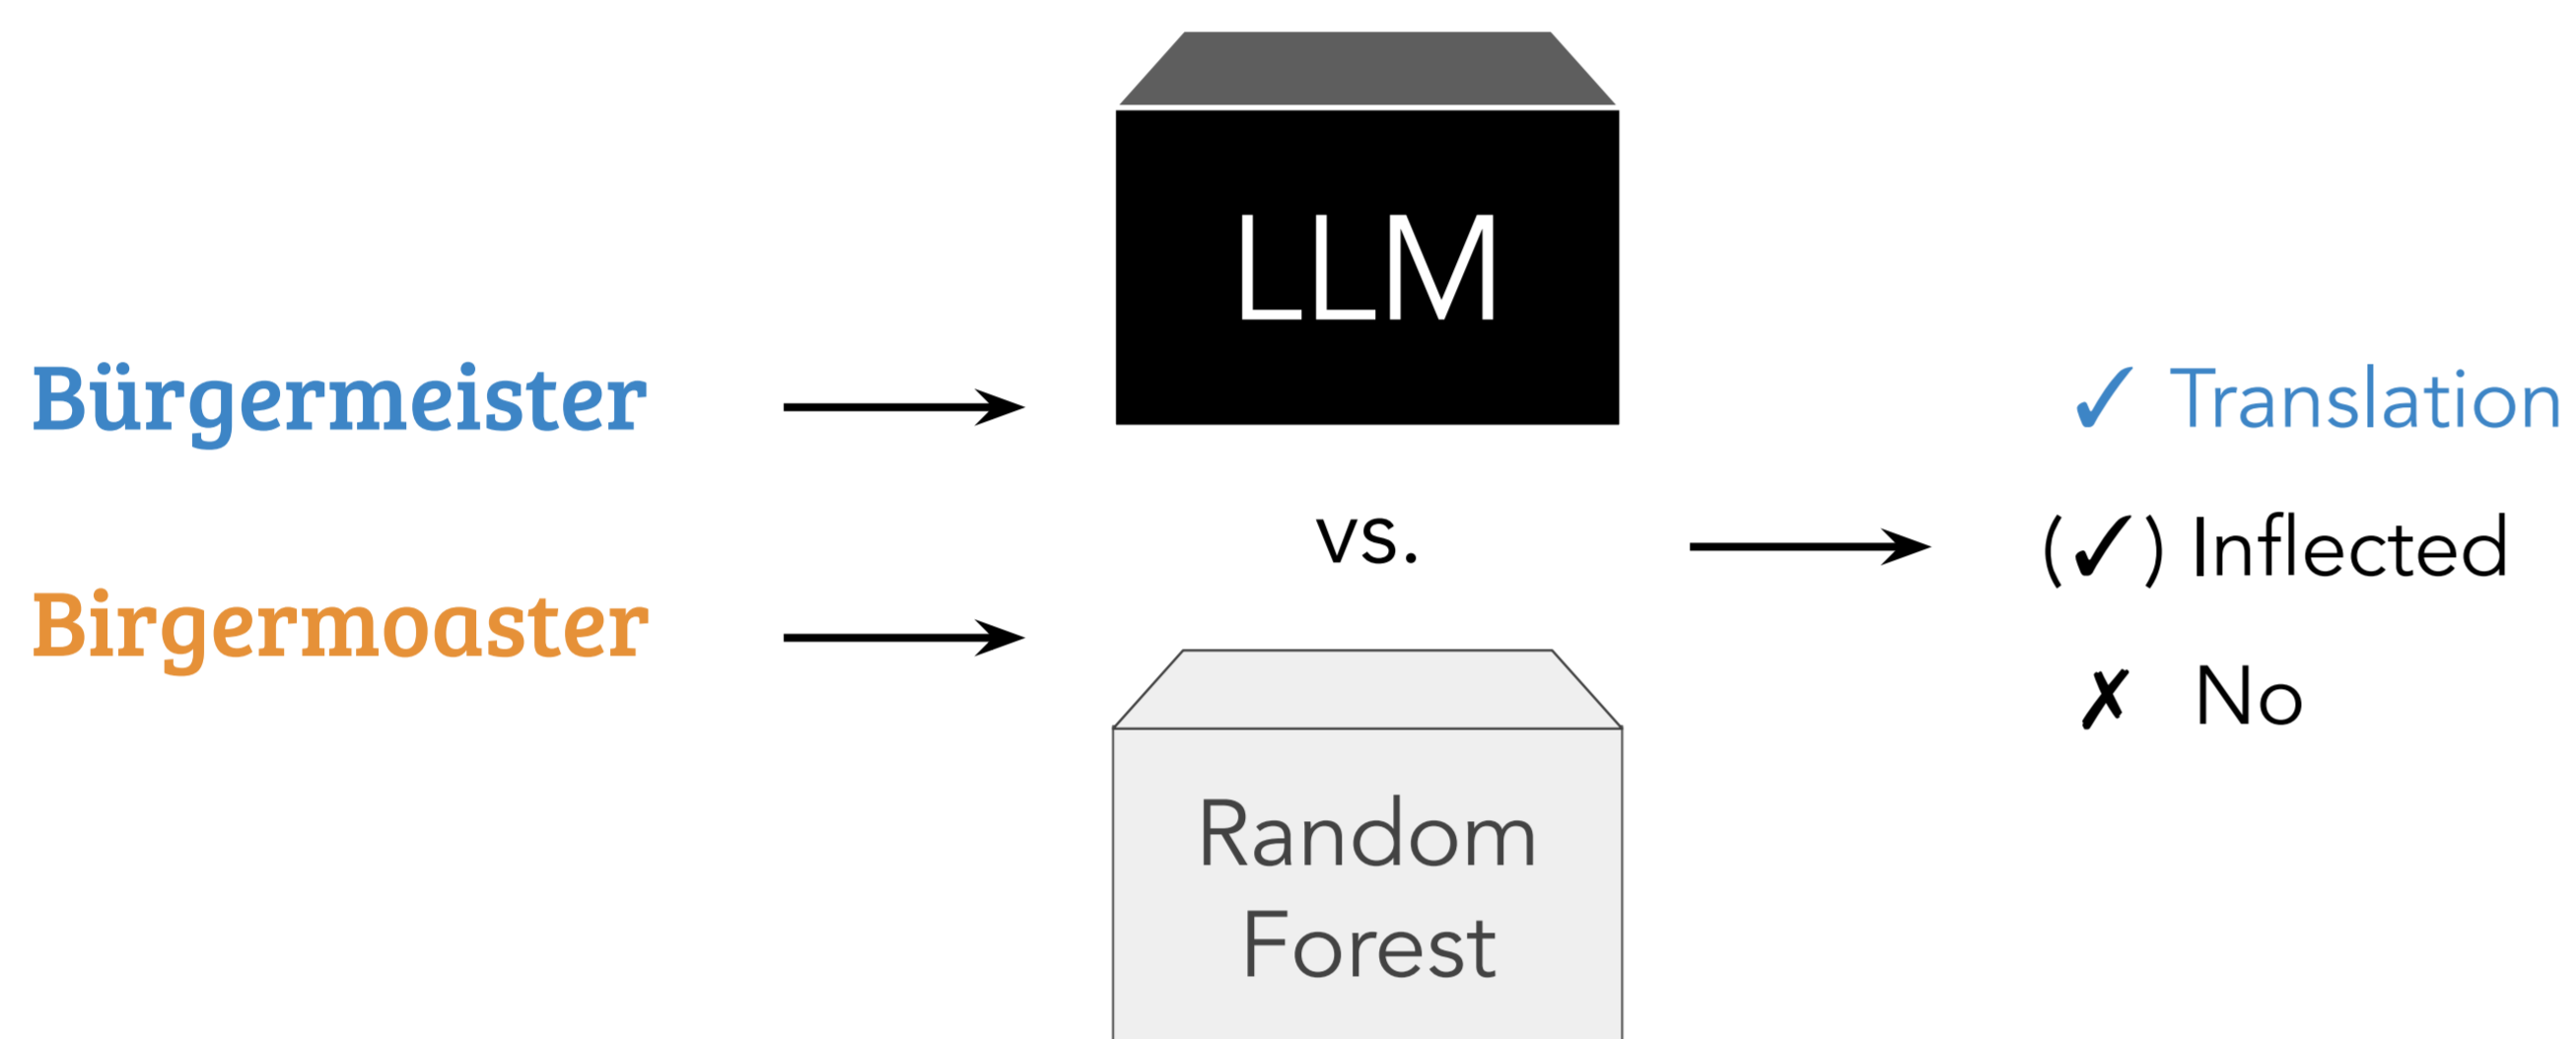 LLM
Bürgermeister
Birgermoaster
vs.
✓ Translation
(✓) Inflected
✗ No
Random
Forest